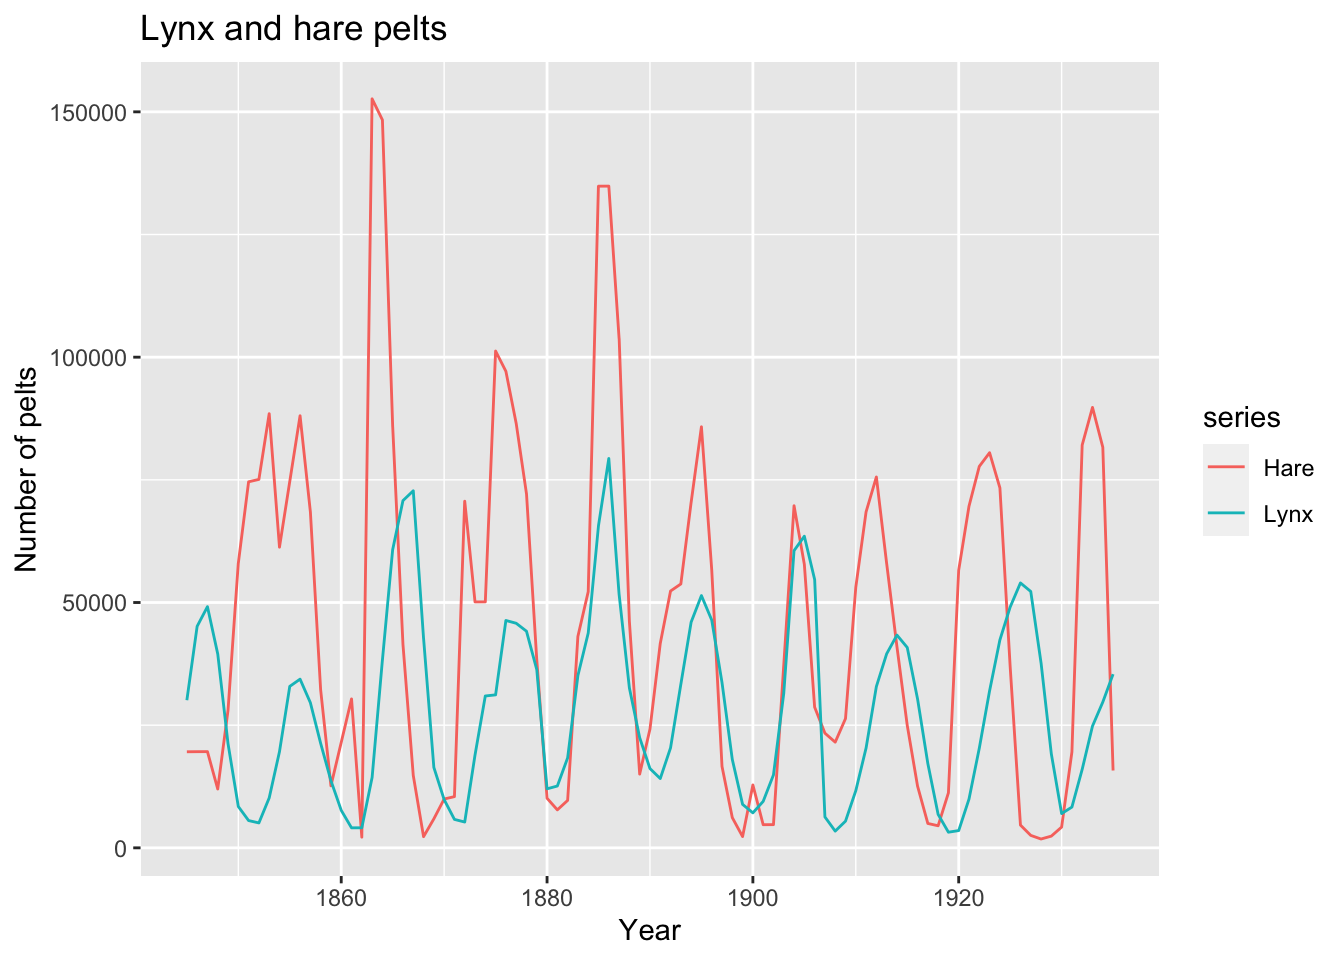 Lynx and hare pelts
150000
100000
50000
0
Number of pelts
1860 1880 1900 1920
Year
series
Hare
Lynx